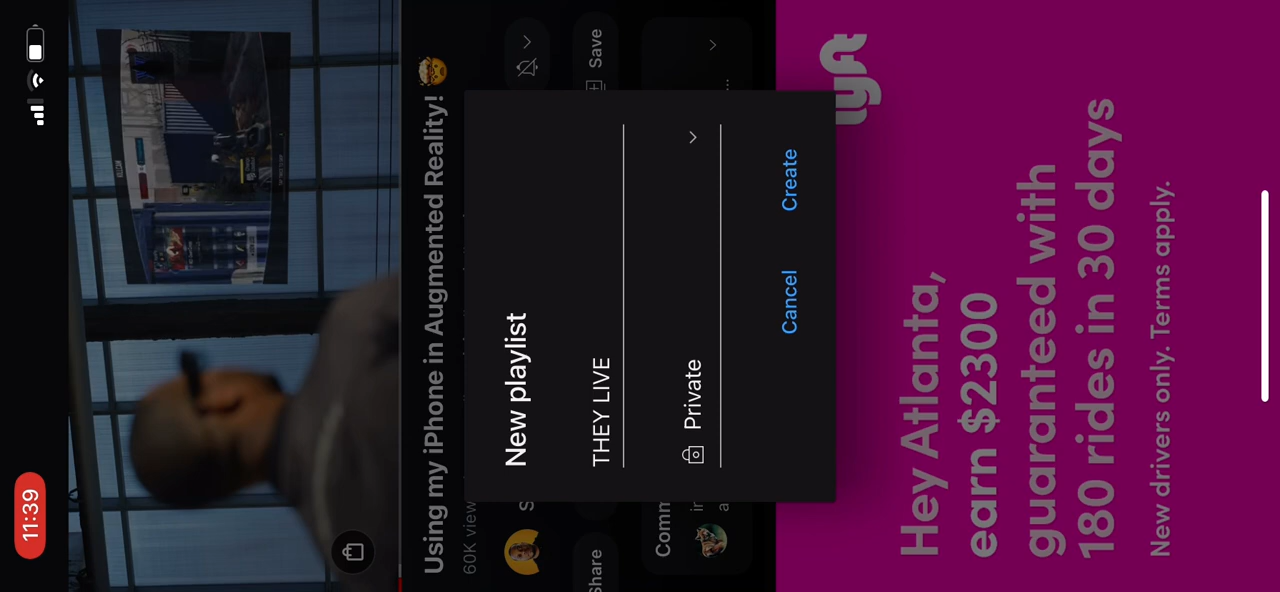 11:39
Using my iPhone in Augmented Reality! 🤯
60K view
S
Share
Save
Comm
...
in
a
New playlist
THEY LIVE
Private
Cancel
Create
lyft
Hey Atlanta,
earn $2300
guaranteed with
180 rides in 30 days
New drivers only. Terms apply.